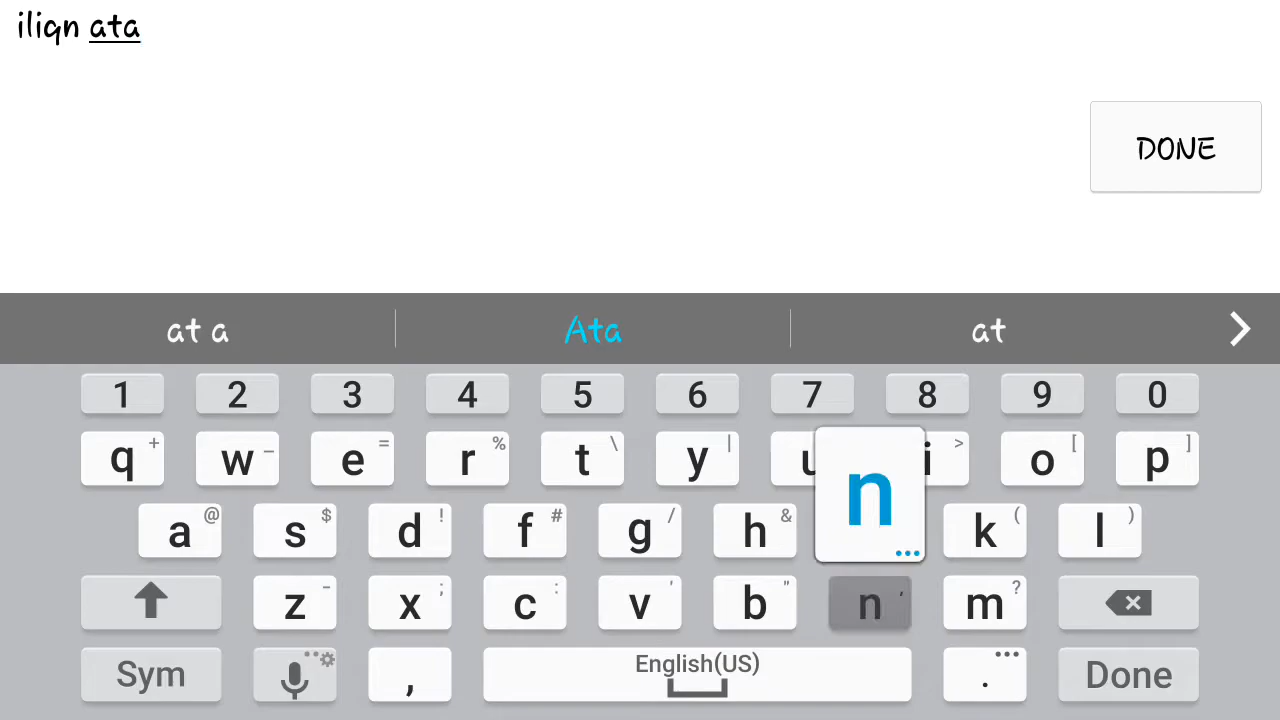 iliqn ata
DONE
at a Ata at
1 2 3 4 5 6 7 8 9 0
q + w _ e = r % t \ y | u i > o [ p ]
a @ s $ d ! f # g / h & n ... k ( l )
z - x ; c : v ' b " n , m ?
Sym , English(US) . ... Done